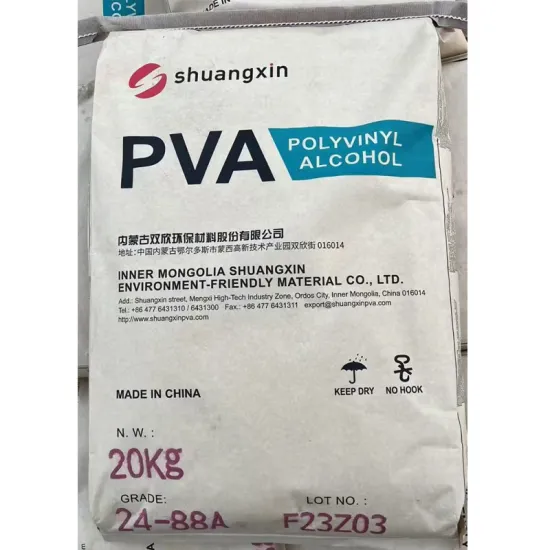 MADE IN
shuangxin
PVA
POLYVINYL
ALCOHOL
内蒙古双欣环保材料股份有限公司
地址:中国内蒙古鄂尔多斯市蒙西高新技术产业园双欣街 016014
INNER MONGOLIA SHUANGXIN
ENVIRONMENT-FRIENDLY MATERIAL CO., LTD.
Add.: Shuangxin street, Mengxi High-Tech Industry Zone, Ordos City, Inner Mongolia, China 016014
Tel.: +86 477 6431310/ 6431300 Fax.: +86 477 6431311 export@shuangxinpva.com
http://www.shuangxinpva.com
MADE IN CHINA
KEEP DRY
NO HOOK
N. W. :
20Kg
GRADE:
LOT NO. :
24-88A
F23Z03